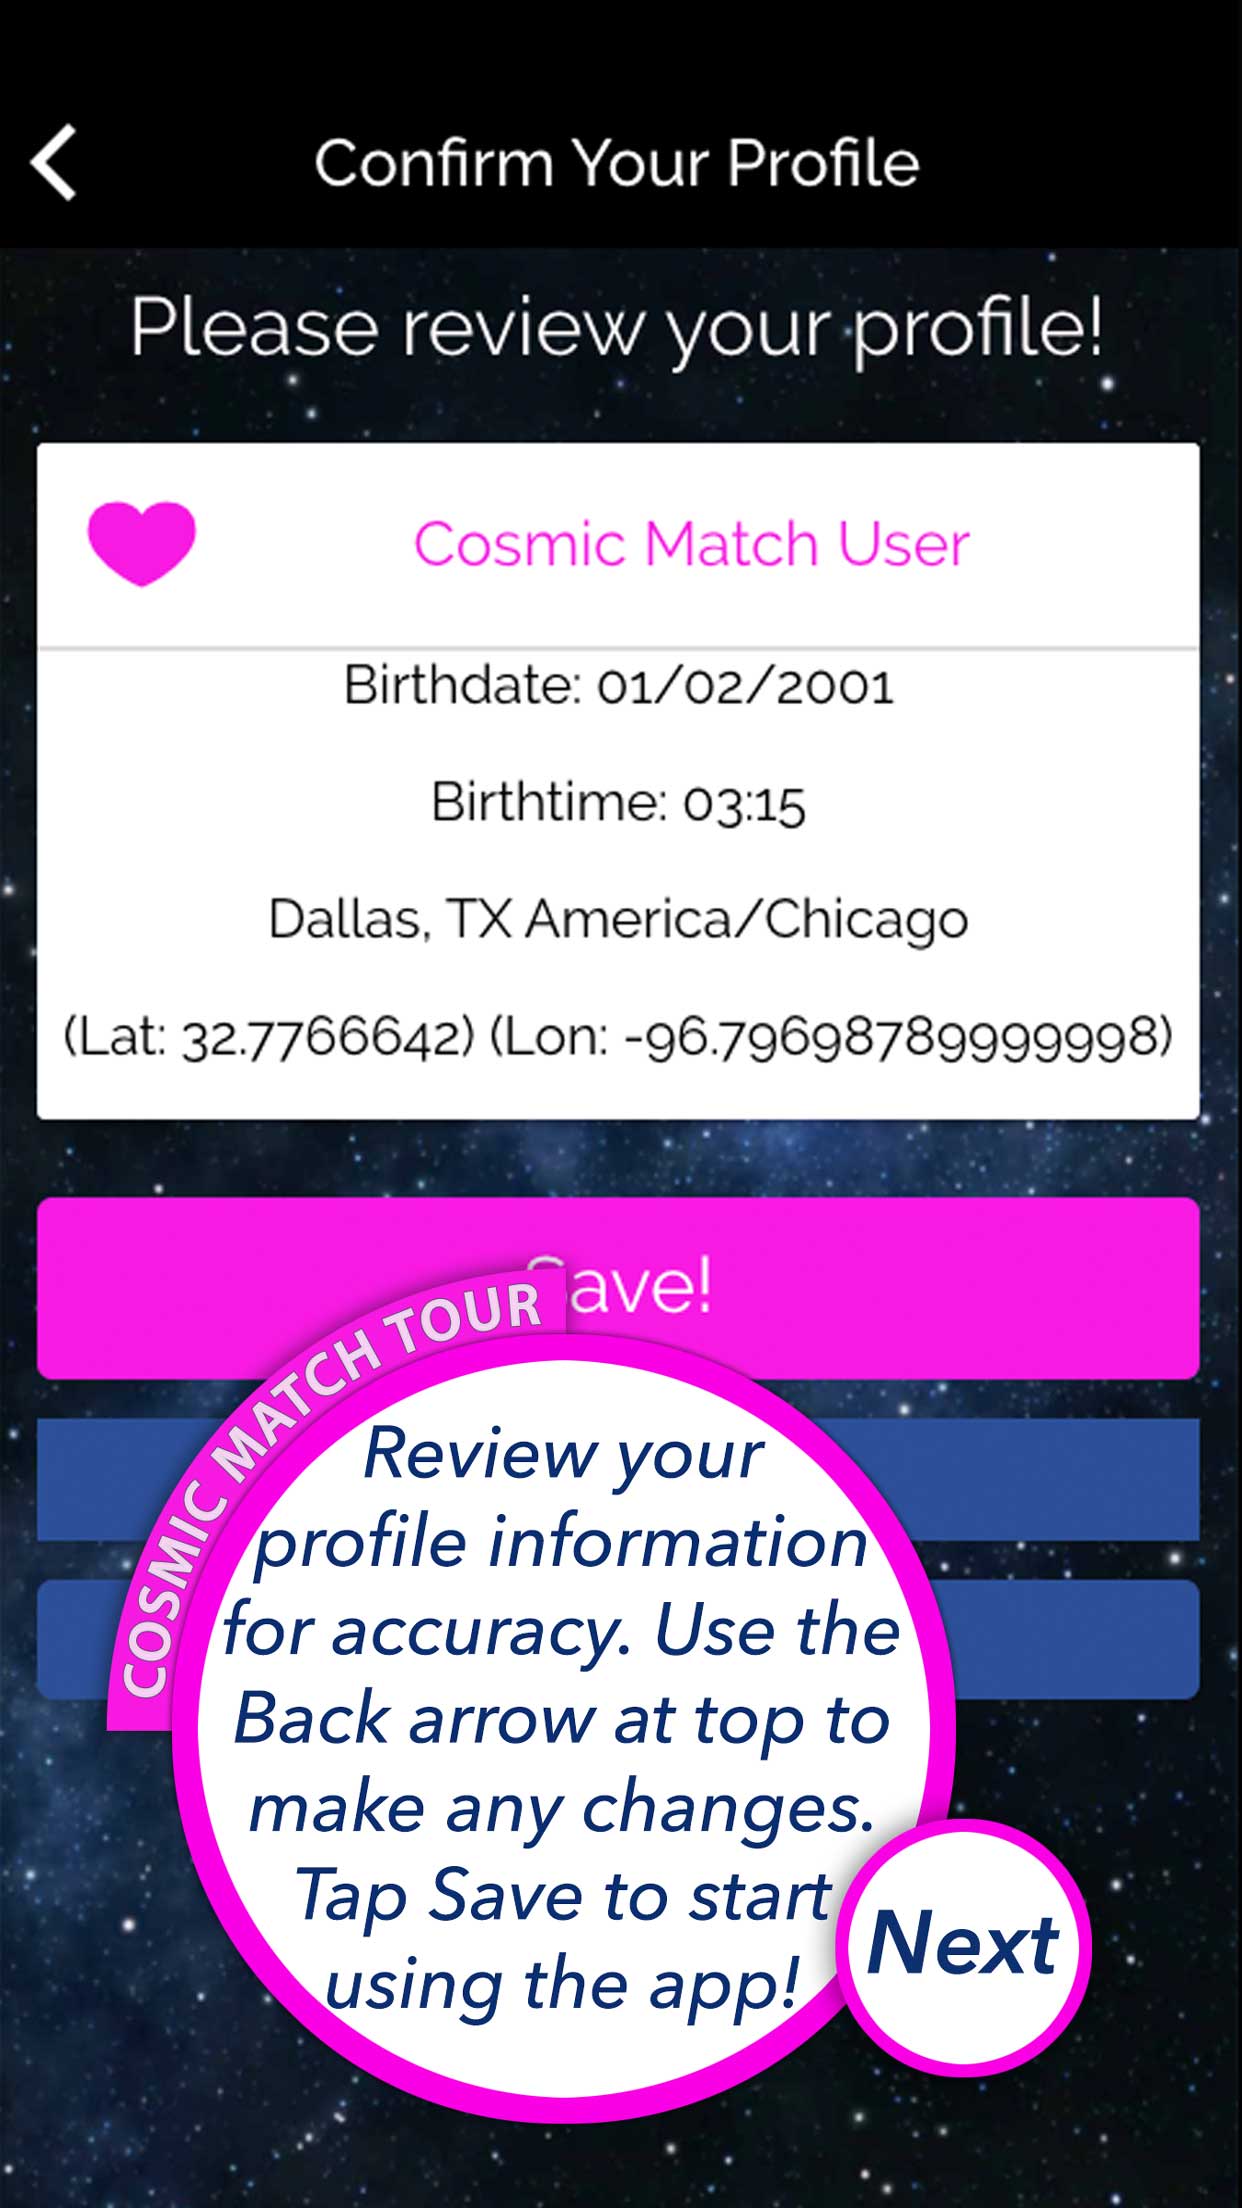 Confirm Your Profile
Please review your profile!
Cosmic Match User
Birthdate: 01/02/2001
Birthtime: 03:15
Dallas, TX America/Chicago
(Lat: 32.7766642) (Lon: -96.79698789999998)
Save!
COSMIC MATCH TOUR
Review your
profile information
for accuracy. Use the
Back arrow at top to
make any changes.
Tap Save to start
using the app!
Next